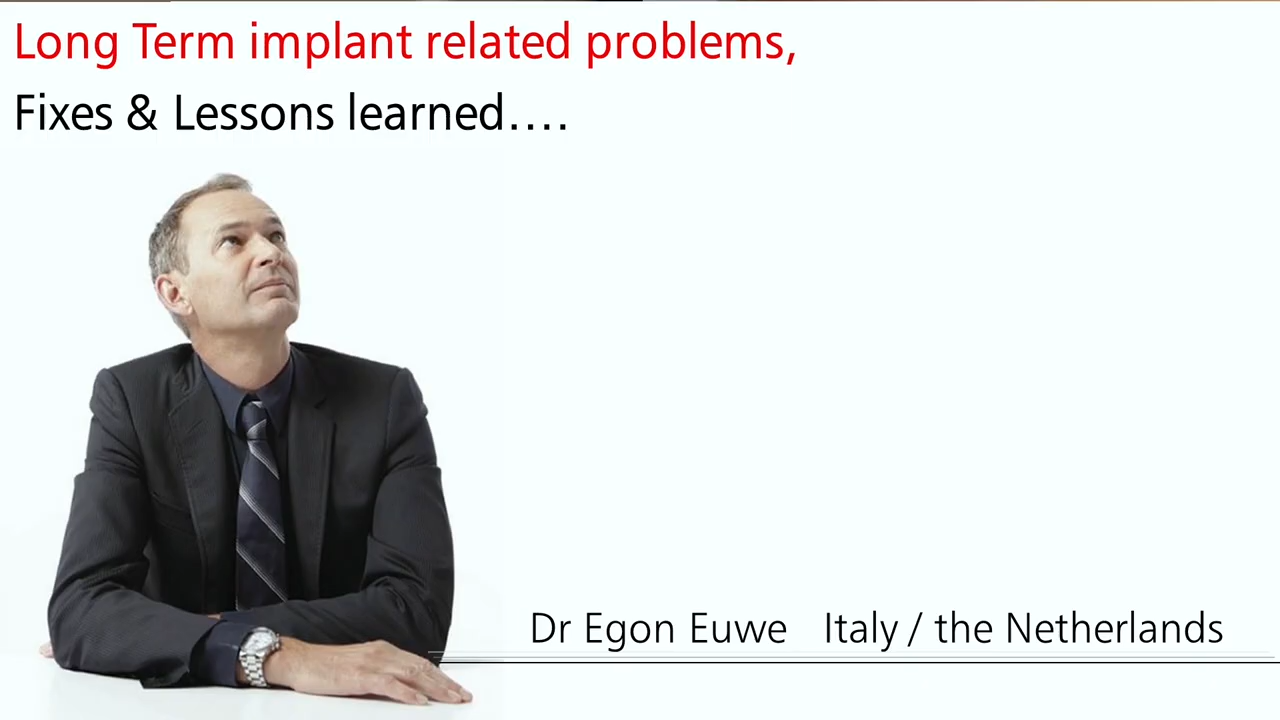 Long Term implant related problems,
Fixes & Lessons learned....
Dr Egon Euwe Italy / the Netherlands